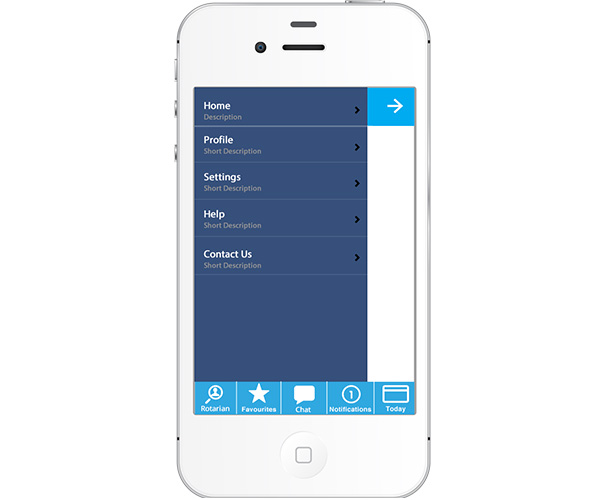 Home
Description
Profile
Short Description
Settings
Short Description
Help
Short Description
Contact Us
Short Description
Rotarian
Favourites
Chat
1
Notifications
Today